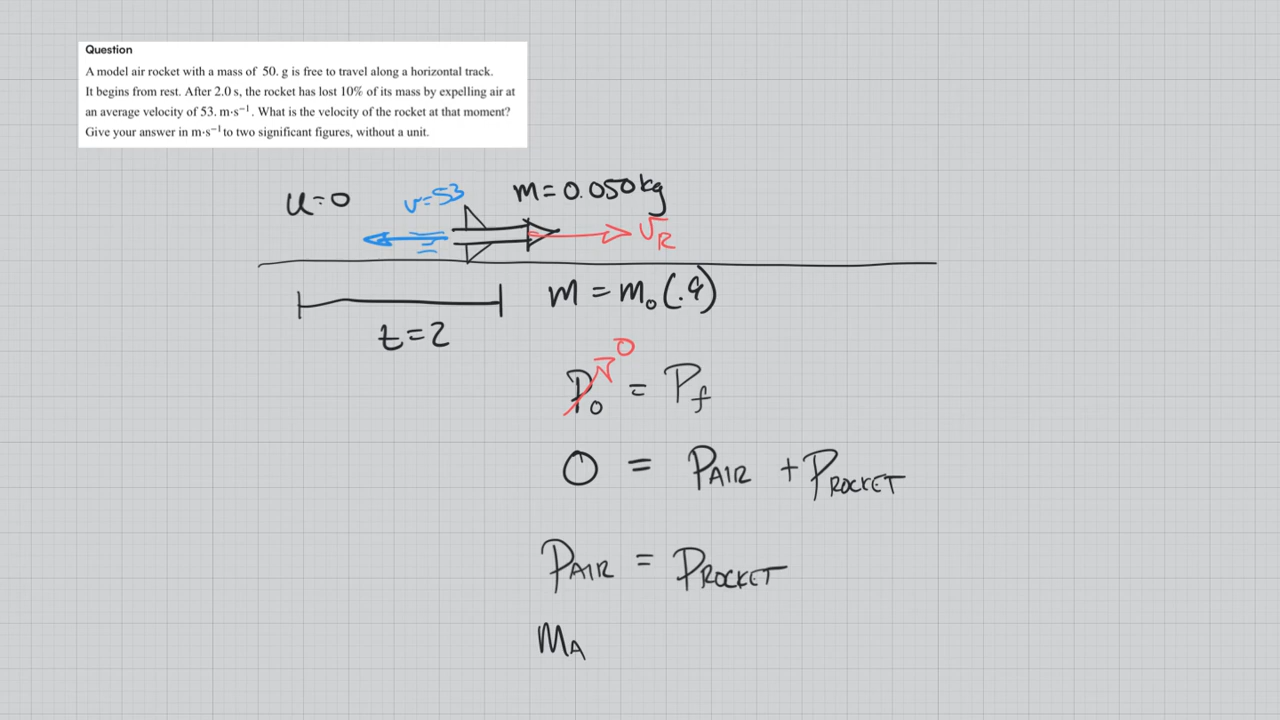 Question
A model air rocket with a mass of 50. g is free to travel along a horizontal track.
It begins from rest. After 2.0 s, the rocket has lost 10% of its mass by expelling air at
an average velocity of 53. m·s⁻¹. What is the velocity of the rocket at that moment?
Give your answer in m·s⁻¹ to two significant figures, without a unit.
u=0
v=53
m=0.050kg
V_R
m = m₀(.9)
t=2
0
P₀ = P_f
0 = P_AIR + P_ROCKET
P_AIR = P_ROCKET
M_A